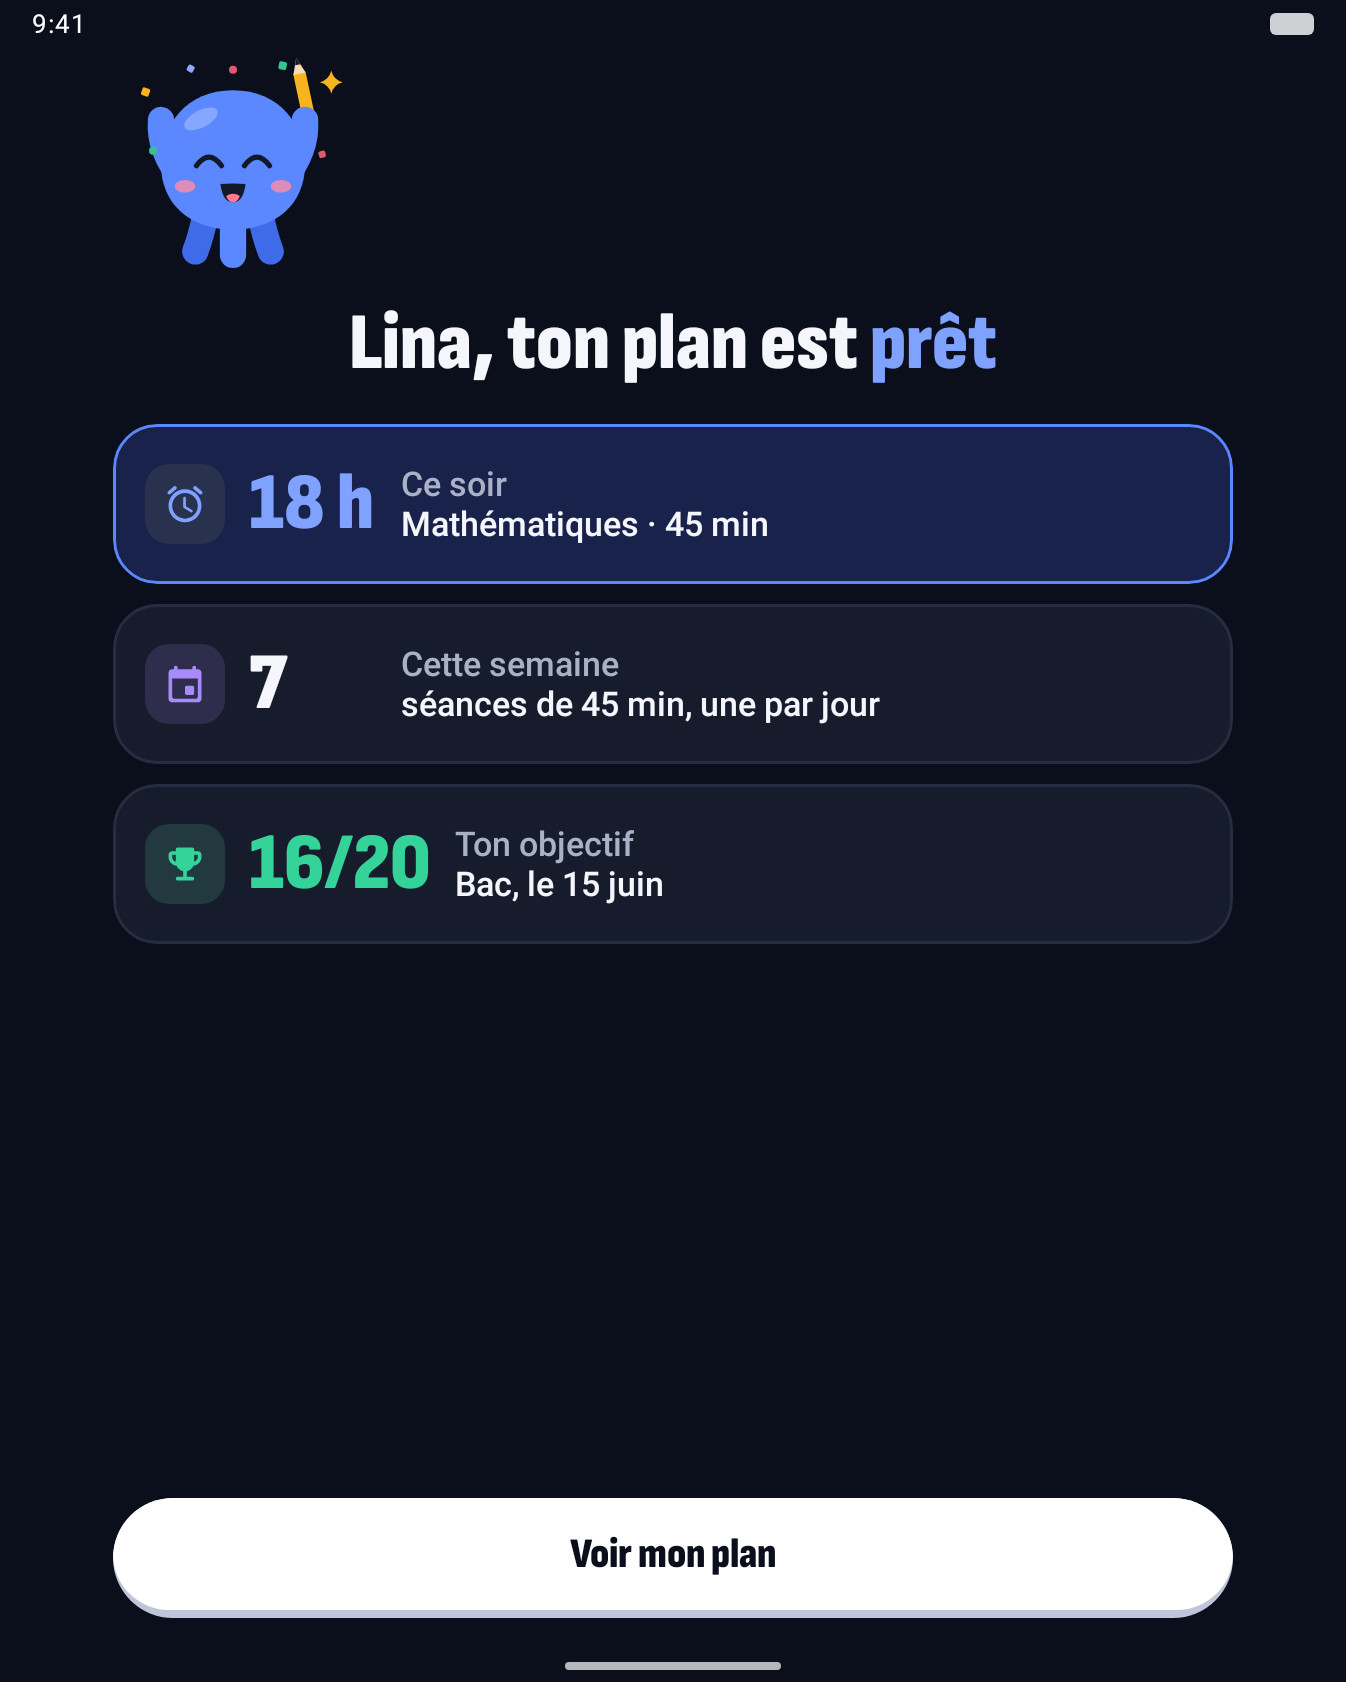 9:41
Lina, ton plan est prêt
18 h
Ce soir
Mathématiques · 45 min
7
Cette semaine
séances de 45 min, une par jour
16/20
Ton objectif
Bac, le 15 juin
Voir mon plan